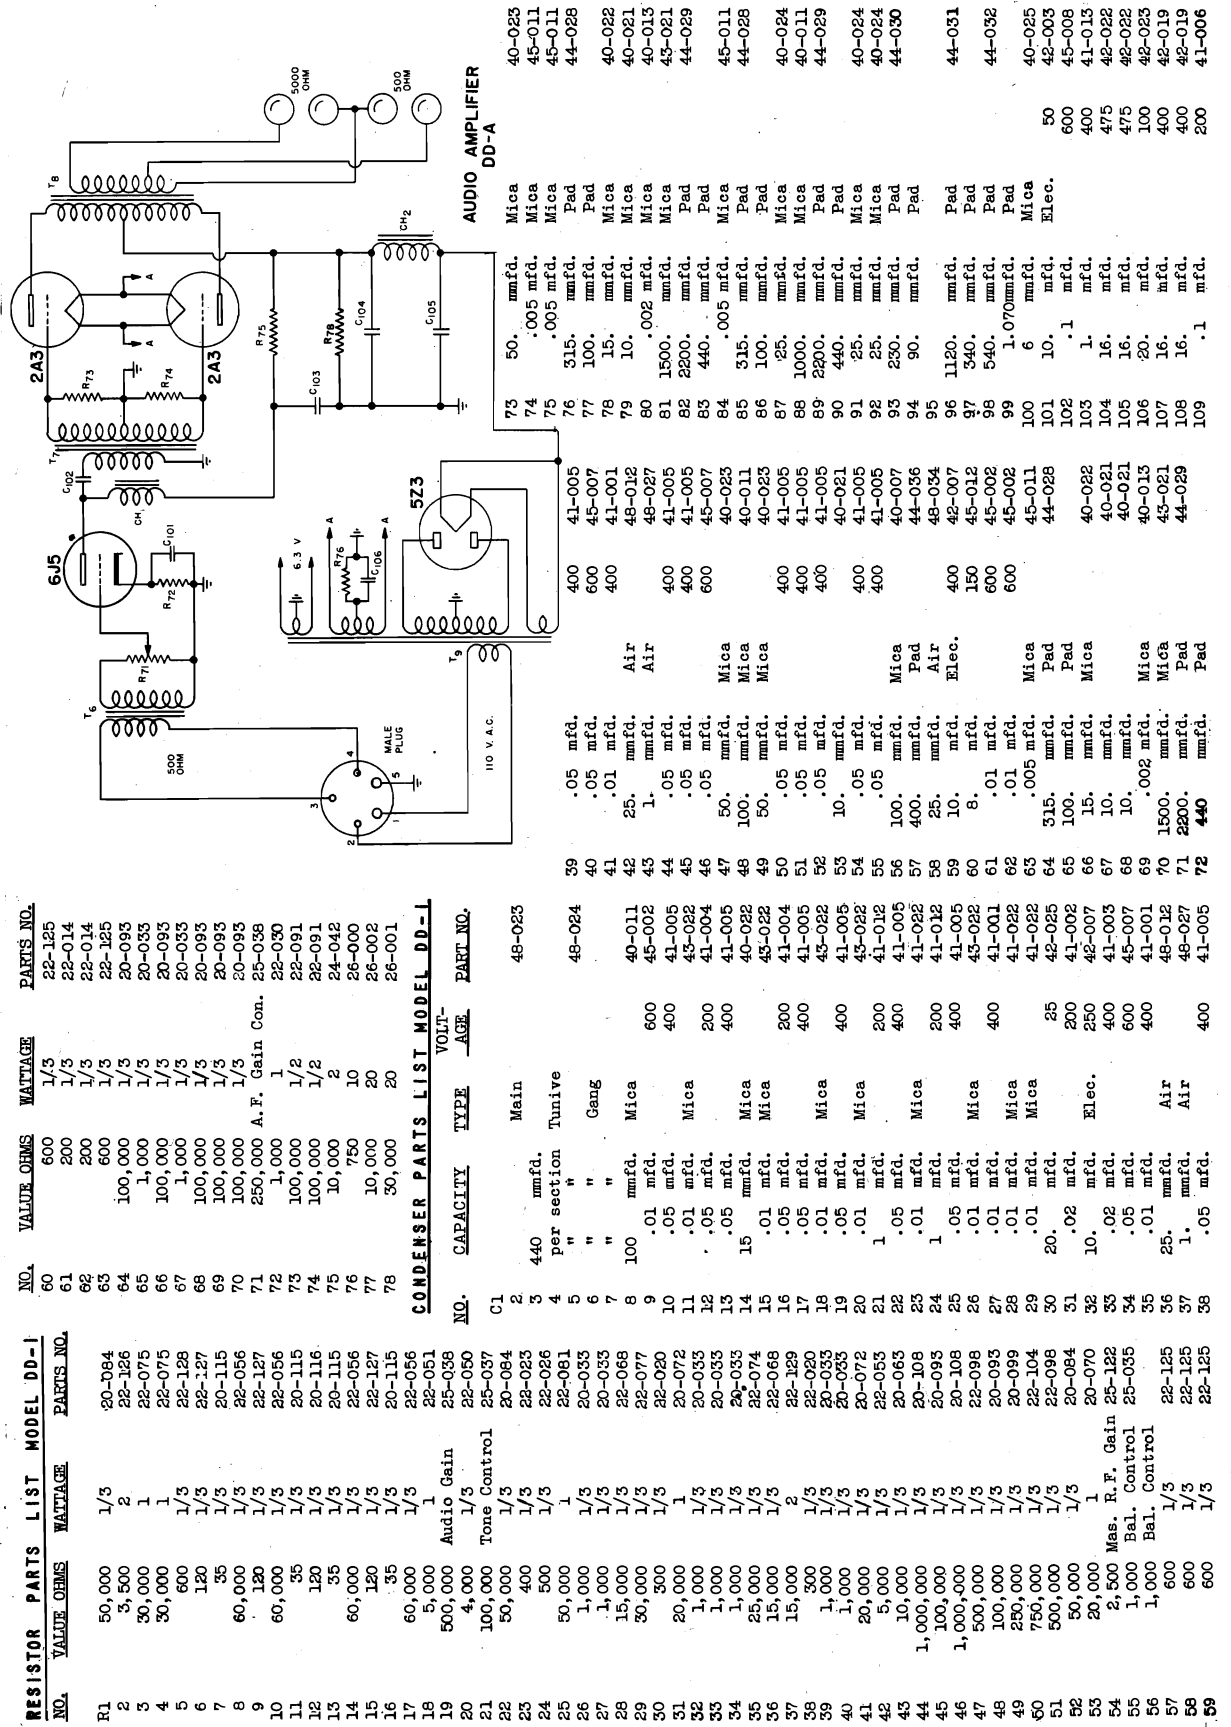 RESISTOR PARTS LIST MODEL DD-1
NO. VALUE OHMS WATTAGE PARTS NO.
R1 50,000 1/3 20-084
2 3,500 2 22-126
3 30,000 1 22-075
4 30,000 1 22-075
5 600 1/3 22-128
6 120 1/3 22-127
7 35 1/3 20-115
8 60,000 1/3 22-056
9 120 1/3 22-127
10 60,000 1/3 22-056
11 35 1/3 20-115
12 120 1/3 20-116
13 35 1/3 20-115
14 60,000 1/3 22-056
15 120 1/3 22-127
16 35 1/3 20-115
17 60,000 1/3 22-056
18 5,000 1 22-051
19 500,000 Audio Gain 25-038
20 4,000 1/3 22-050
21 100,000 Tone Control 25-037
22 50,000 1/3 20-084
23 400 1/3 22-023
24 500 1/3 22-026
25 50,000 1 22-081
26 1,000 1/3 20-033
27 1,000 1/3 20-033
28 15,000 1/3 22-068
29 30,000 1/3 22-077
30 300 1/3 22-020
31 20,000 1 20-072
32 1,000 1/3 20-033
33 1,000 1/3 20-033
34 1,000 1/3 20-033
35 25,000 1/3 22-074
36 15,000 1/3 22-068
37 15,000 2 22-129
38 300 1/3 22-020
39 1,000 1/3 20-033
40 1,000 1/3 20-033
41 20,000 1/3 20-072
42 5,000 1/3 22-053
43 10,000 1/3 20-063
44 1,000,000 1/3 20-108
45 100,000 1/3 20-093
46 1,000,000 1/3 20-108
47 500,000 1/3 22-098
48 100,000 1/3 20-093
49 250,000 1/3 20-099
50 750,000 1/3 22-104
51 500,000 1/3 22-098
52 50,000 1/3 20-084
53 20,000 1 20-070
54 2,500 Mas. R.F. Gain 25-122
55 1,000 Bal. Control 25-035
56 1,000 Bal. Control
57 600 1/3 22-125
58 600 1/3 22-125
59 600 1/3 22-125
NO. VALUE OHMS WATTAGE PARTS NO.
60 600 1/3 22-125
61 200 1/3 22-014
62 200 1/3 22-014
63 600 1/3 22-125
64 100,000 1/3 20-093
65 1,000 1/3 20-033
66 100,000 1/3 20-093
67 1,000 1/3 20-033
68 100,000 1/3 20-093
69 100,000 1/3 20-093
70 100,000 1/3 20-093
71 250,000 A.F. Gain Con. 25-038
72 1,000 1 22-030
73 100,000 1/2 22-091
74 100,000 1/2 22-091
75 10,000 2 24-042
76 750 10 26-000
77 10,000 20 26-002
78 30,000 20 26-001
CONDENSER PARTS LIST MODEL DD-1
NO. CAPACITY TYPE VOLT-AGE PART NO.
C1
2 Main 48-023
3 440 mmfd.
4 per section Tunive
5 " " 48-024
6 " " Gang
7 " "
8 100 mmfd. Mica 40-011
9 .01 mfd. 600 45-002
10 .05 mfd. 400 41-005
11 .01 mfd. Mica 43-022
12 .05 mfd. 200 41-004
13 .05 mfd. 400 41-005
14 15 mmfd. Mica 40-022
15 .01 mfd. Mica 43-022
16 .05 mfd. 200 41-004
17 .05 mfd. 400 41-005
18 .01 mfd. Mica 43-022
19 .05 mfd. 400 41-005
20 .01 mfd. Mica 43-022
21 1 mfd. 200 41-012
22 .05 mfd. 400 41-005
23 .01 mfd. Mica 41-022
24 1 mfd. 200 41-012
25 .05 mfd. 400 41-005
26 .01 mfd. Mica 43-022
27 .01 mfd. 400 41-001
28 .01 mfd. Mica 41-022
29 .01 mfd. Mica 41-022
30 20. mfd. 25 42-025
31 .02 mfd. 200 41-002
32 10. mfd. Elec. 250 42-007
33 .02 mfd. 400 41-003
34 .05 mfd. 600 45-007
35 .01 mfd. 400 41-001
36 25. mmfd. Air 48-012
37 1. mmfd. Air 48-027
38 .05 mfd. 400 41-005
39 .05 mfd. 400 41-005
40 .05 mfd. 600 45-007
41 .01 mfd. 400 41-001
42 25. mmfd. Air 48-012
43 1. mmfd. Air 48-027
44 .05 mfd. 400 41-005
45 .05 mfd. 400 41-005
46 .05 mfd. 600 45-007
47 50. mmfd. Mica 40-023
48 100. mmfd. Mica 40-011
49 50. mmfd. Mica 40-023
50 .05 mfd. 400 41-005
51 .05 mfd. 400 41-005
52 .05 mfd. 400 41-005
53 10. mmfd. 40-021
54 .05 mfd. 400 41-005
55 .05 mfd. 400 41-005
56 100. mmfd. Mica 40-007
57 400. mmfd. Pad 44-036
58 25. mmfd. Air 48-034
59 10. mfd. Elec. 400 42-007
60 8. mfd. 150 45-012
61 .01 mfd. 600 45-002
62 .01 mfd. 600 45-002
63 .005 mfd. Mica 45-011
64 315. mmfd. Pad 44-028
65 100. mmfd. Pad
66 15. mmfd. Mica 40-022
67 10. mmfd. 40-021
68 10. mmfd. 40-021
69 .002 mfd. Mica 40-013
70 1500. mmfd. Mica 43-021
71 2200. mmfd. Pad 44-029
72 440 mmfd. Pad
73 50. mmfd. Mica 40-023
74 .005 mfd. Mica 45-011
75 .005 mfd. Mica 45-011
76 315. mmfd. Pad 44-028
77 100. mmfd. Pad
78 15. mmfd. Mica 40-022
79 10. mmfd. Mica 40-021
80 .002 mfd. Mica 40-013
81 1500. mmfd. Mica 43-021
82 2200. mmfd. Pad 44-029
83 440. mmfd. Pad
84 .005 mfd. Mica 45-011
85 315. mmfd. Pad 44-028
86 100. mmfd. Pad
87 25. mmfd. Mica 40-024
88 1000. mmfd. Mica 40-011
89 2200. mmfd. Pad 44-029
90 440. mmfd. Pad
91 25. mmfd. Mica 40-024
92 25. mmfd. Mica 40-024
93 230. mmfd. Pad 44-030
94 90. mmfd. Pad
95
96 1120. mmfd. Pad 44-031
97 340. mmfd. Pad
98 540. mmfd. Pad 44-032
99 1.070mmfd. Pad
100 6 mmfd. Mica 40-025
101 10. mfd. Elec. 50 42-003
102 .1 mfd. 600 45-008
103 1. mfd. 400 41-013
104 16. mfd. 475 42-022
105 16. mfd. 475 42-022
106 20. mfd. 100 42-023
107 16. mfd. 400 42-019
108 16. mfd. 400 42-019
109 .1 mfd. 200 41-006
500 OHM
T6
R71
6J5
R72
C101
C102
CH1
T7
R73
R74
2A3
2A3
A
A
T8
5000 OHM
500 OHM
R75
C103
R78
C104
C105
CH2
3
4
2
1
5
MALE PLUG
110 V. A.C.
T9
6.3 V
R76
C106
A
A
5Z3
AUDIO AMPLIFIER
DD-A